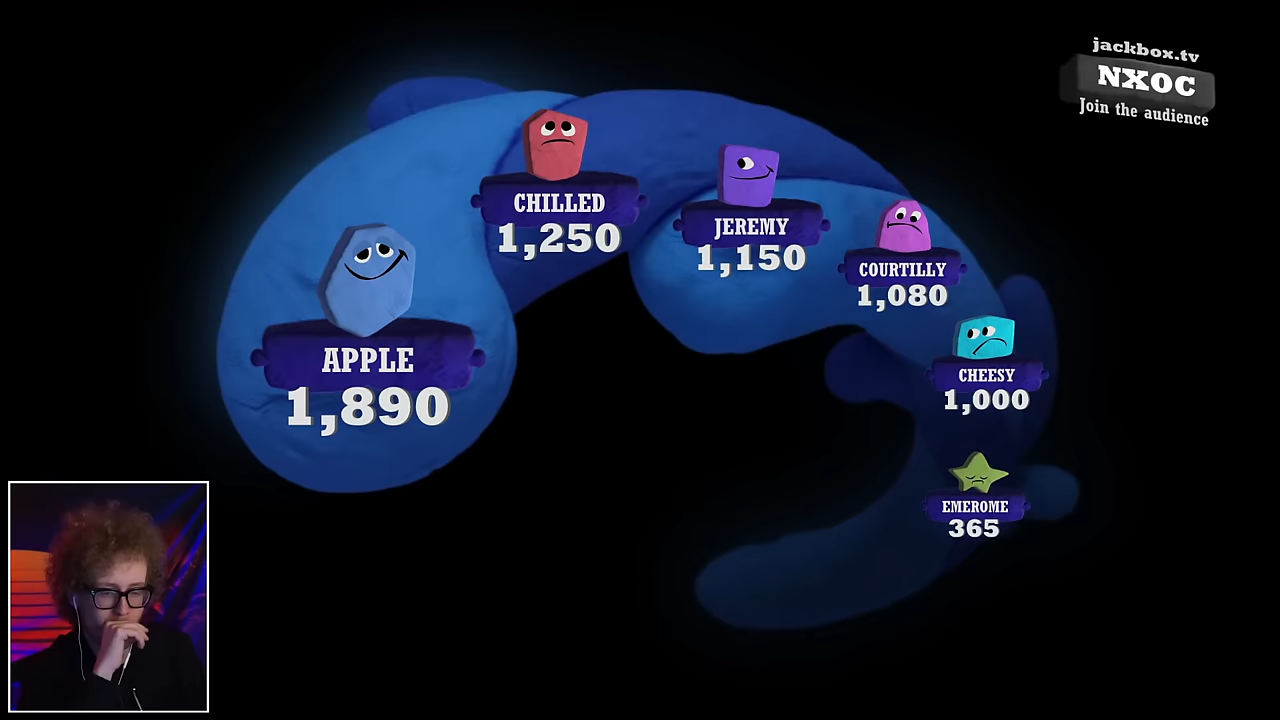 jackbox.tv
NXOC
Join the audience
CHILLED
1,250
JEREMY
1,150
COURTILLY
1,080
APPLE
1,890
CHEESY
1,000
EMEROME
365